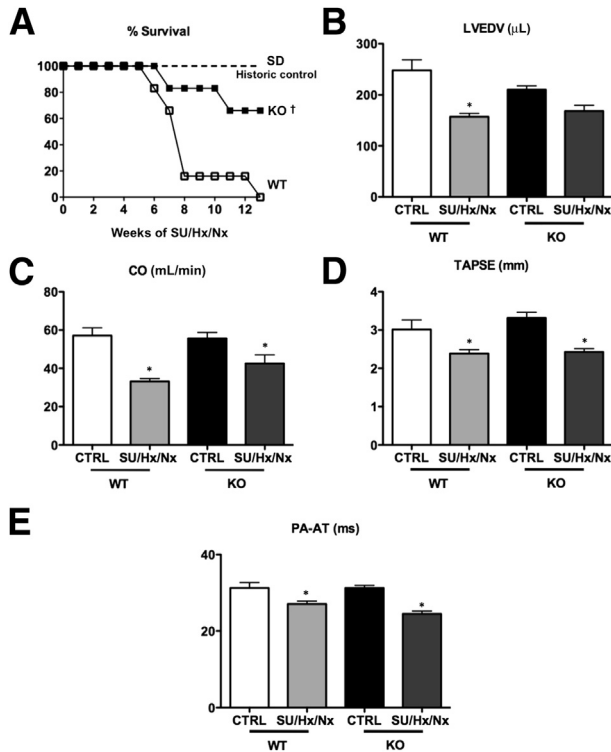 A
% Survival
SD
Historic control
KO †
WT
100
80
60
40
20
0
0 2 4 6 8 10 12
Weeks of SU/Hx/Nx
B
LVEDV (μL)
300
200
100
0
*
CTRL SU/Hx/Nx CTRL SU/Hx/Nx
WT KO
C
CO (mL/min)
80
60
40
20
0
* *
CTRL SU/Hx/Nx CTRL SU/Hx/Nx
WT KO
D
TAPSE (mm)
4
3
2
1
0
* *
CTRL SU/Hx/Nx CTRL SU/Hx/Nx
WT KO
E
PA-AT (ms)
40
20
0
* *
CTRL SU/Hx/Nx CTRL SU/Hx/Nx
WT KO